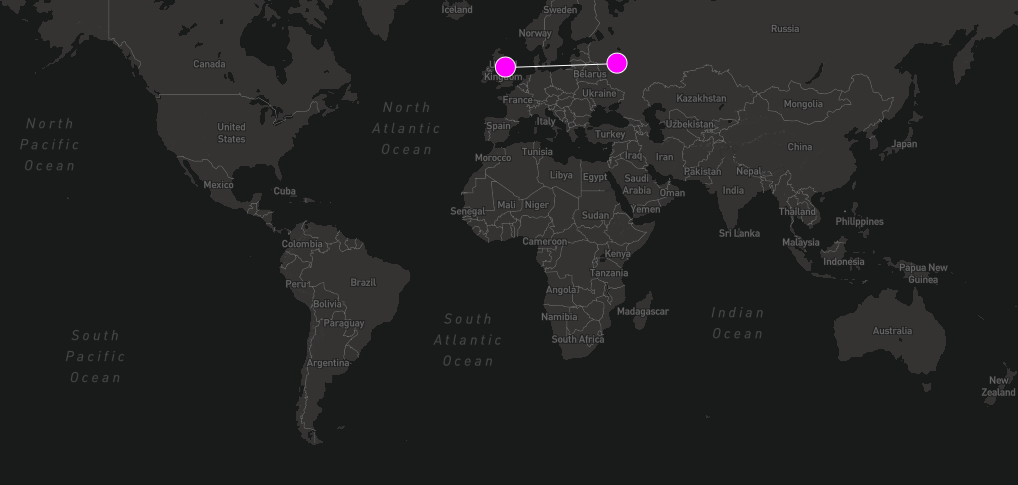 Iceland
Sweden
Norway
Russia
Canada
Kingdom
Belarus
Ukraine
France
Kazakhstan
Mongolia
North
Pacific
Ocean
North
Atlantic
Ocean
United
States
Spain
Italy
Turkey
Uzbekistan
China
Japan
Morocco
Tunisia
Iraq
Iran
Pakistan
Nepal
Mexico
Cuba
Libya
Egypt
Saudi
Arabia
Oman
India
Senegal
Mali
Niger
Sudan
Yemen
Thailand
Philippines
Sri Lanka
Colombia
Cameroon
Kenya
Malaysia
Indonesia
Papua New
Guinea
Peru
Brazil
Tanzania
Angola
Bolivia
Namibia
Madagascar
Indian
Ocean
Paraguay
South
Atlantic
Ocean
South Africa
Australia
South
Pacific
Ocean
Argentina
New
Zealand